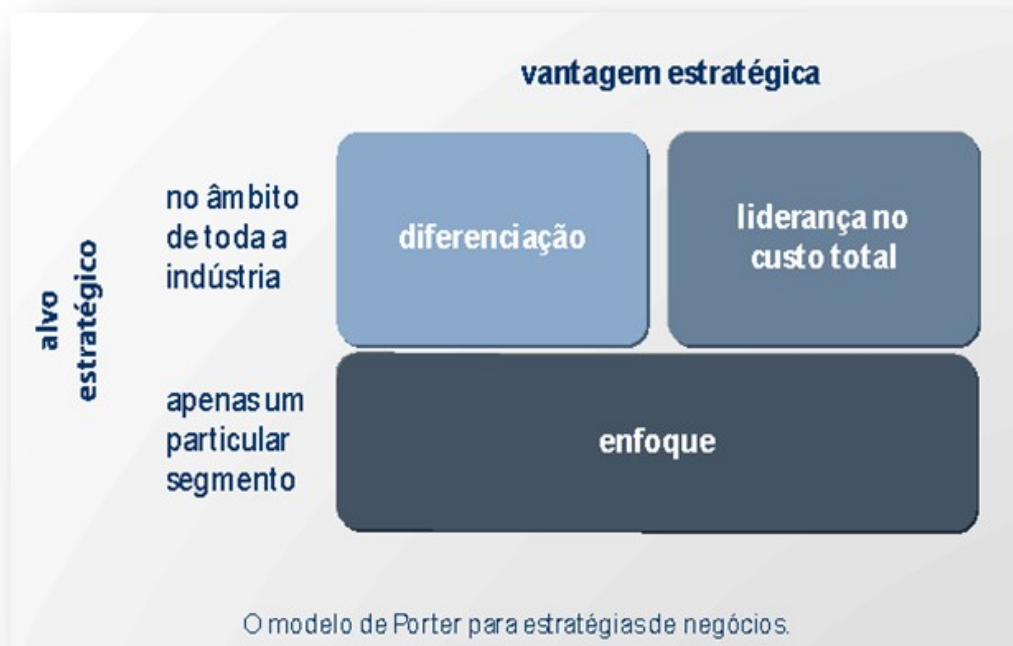 vantagem estratégica
alvo
estratégico
no âmbito
de toda a
indústria
diferenciação
liderança no
custo total
apenas um
particular
segmento
enfoque
O modelo de Porter para estratégias de negócios.